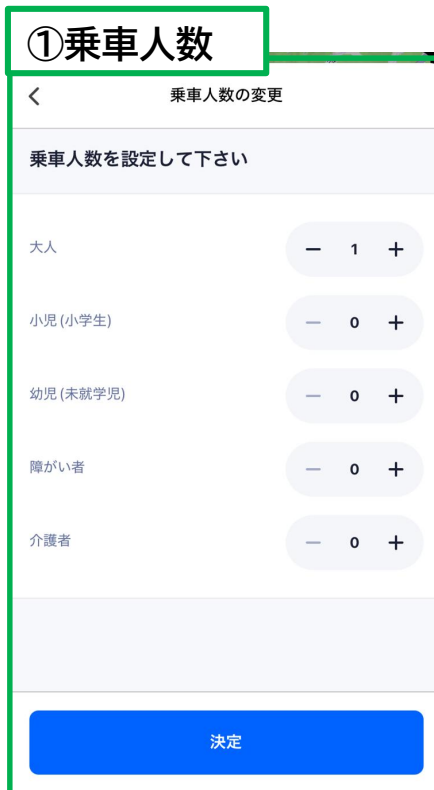 ①乗車人数
乗車人数の変更
乗車人数を設定して下さい
大人
1
小児(小学生)
0
幼児(未就学児)
0
障がい者
0
介護者
0
決定